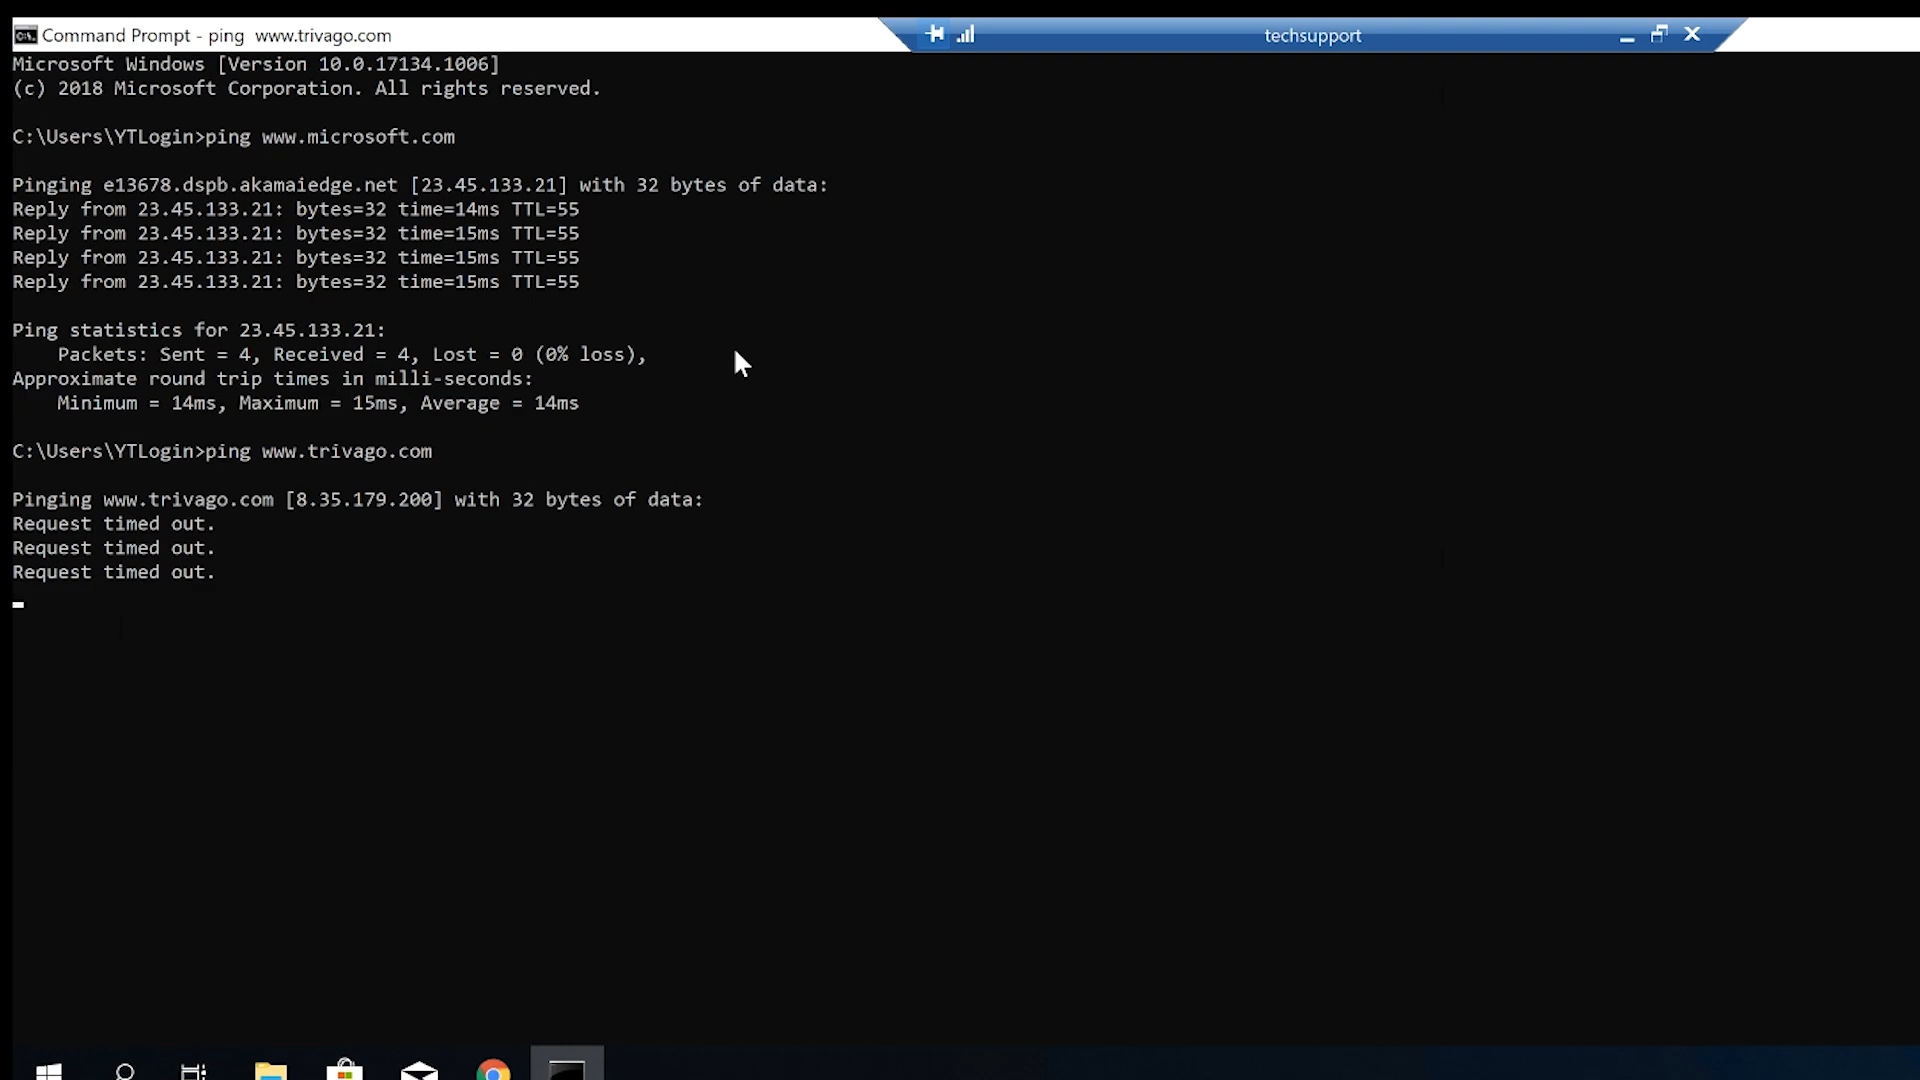 Command Prompt - ping  www.trivago.com
techsupport
Microsoft Windows [Version 10.0.17134.1006]
(c) 2018 Microsoft Corporation. All rights reserved.
C:\Users\YTLogin>ping www.microsoft.com
Pinging e13678.dspb.akamaiedge.net [23.45.133.21] with 32 bytes of data:
Reply from 23.45.133.21: bytes=32 time=14ms TTL=55
Reply from 23.45.133.21: bytes=32 time=15ms TTL=55
Reply from 23.45.133.21: bytes=32 time=15ms TTL=55
Reply from 23.45.133.21: bytes=32 time=15ms TTL=55
Ping statistics for 23.45.133.21:
Packets: Sent = 4, Received = 4, Lost = 0 (0% loss),
Approximate round trip times in milli-seconds:
Minimum = 14ms, Maximum = 15ms, Average = 14ms
C:\Users\YTLogin>ping www.trivago.com
Pinging www.trivago.com [8.35.179.200] with 32 bytes of data:
Request timed out.
Request timed out.
Request timed out.